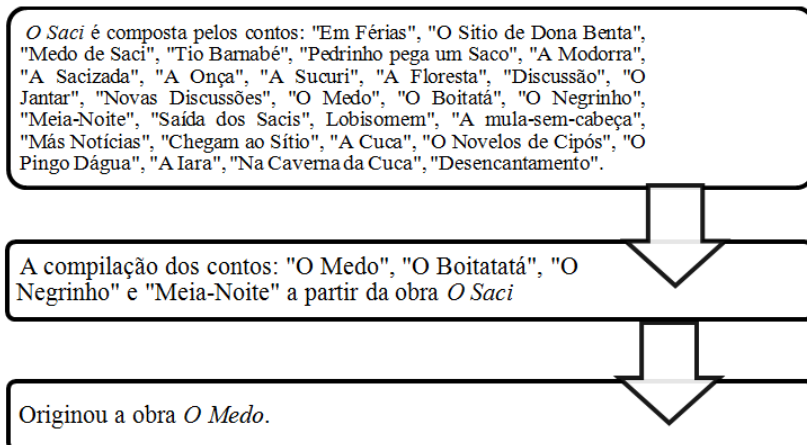 O Saci é composta pelos contos: "Em Férias", "O Sítio de Dona Benta",
"Medo de Saci", "Tio Barnabé", "Pedrinho pega um Saco", "A Modorra",
"A Sacizada", "A Onça", "A Sucuri", "A Floresta", "Discussão", "O
Jantar", "Novas Discussões", "O Medo", "O Boitatá", "O Negrinho",
"Meia-Noite", "Saída dos Sacis", Lobisomem", "A mula-sem-cabeça",
"Más Notícias", "Chegam ao Sítio", "A Cuca", "O Novelos de Cipós", "O
Pingo Dágua", "A Iara", "Na Caverna da Cuca", "Desencantamento".
A compilação dos contos: "O Medo", "O Boitatatá", "O
Negrinho" e "Meia-Noite" a partir da obra O Saci
Originou a obra O Medo.